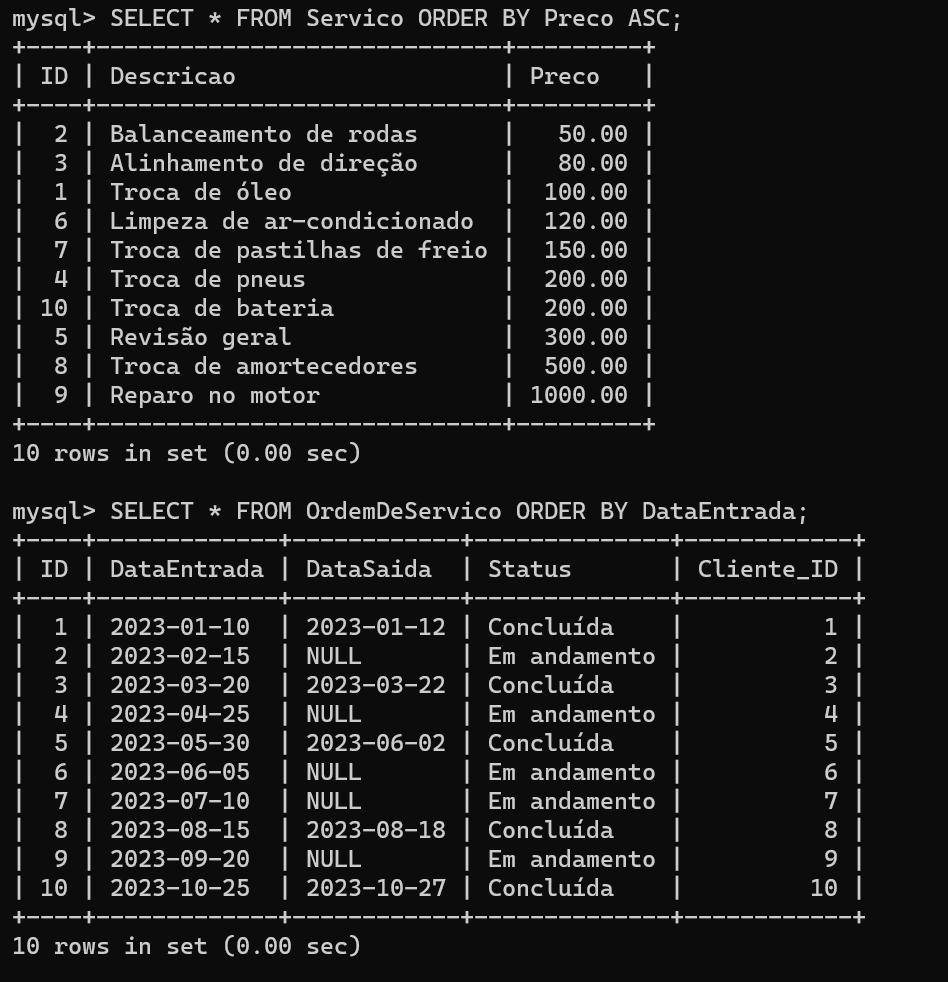 mysql> SELECT * FROM Servico ORDER BY Preco ASC;
+----+-----------------------------+---------+
| ID | Descricao                   | Preco   |
+----+-----------------------------+---------+
|  2 | Balanceamento de rodas      |   50.00 |
|  3 | Alinhamento de direção      |   80.00 |
|  1 | Troca de óleo               |  100.00 |
|  6 | Limpeza de ar-condicionado  |  120.00 |
|  7 | Troca de pastilhas de freio |  150.00 |
|  4 | Troca de pneus              |  200.00 |
| 10 | Troca de bateria            |  200.00 |
|  5 | Revisão geral               |  300.00 |
|  8 | Troca de amortecedores      |  500.00 |
|  9 | Reparo no motor             | 1000.00 |
+----+-----------------------------+---------+
10 rows in set (0.00 sec)

mysql> SELECT * FROM OrdemDeServico ORDER BY DataEntrada;
+----+-------------+------------+--------------+------------+
| ID | DataEntrada | DataSaida  | Status       | Cliente_ID |
+----+-------------+------------+--------------+------------+
|  1 | 2023-01-10  | 2023-01-12 | Concluída    |          1 |
|  2 | 2023-02-15  | NULL       | Em andamento |          2 |
|  3 | 2023-03-20  | 2023-03-22 | Concluída    |          3 |
|  4 | 2023-04-25  | NULL       | Em andamento |          4 |
|  5 | 2023-05-30  | 2023-06-02 | Concluída    |          5 |
|  6 | 2023-06-05  | NULL       | Em andamento |          6 |
|  7 | 2023-07-10  | NULL       | Em andamento |          7 |
|  8 | 2023-08-15  | 2023-08-18 | Concluída    |          8 |
|  9 | 2023-09-20  | NULL       | Em andamento |          9 |
| 10 | 2023-10-25  | 2023-10-27 | Concluída    |         10 |
+----+-------------+------------+--------------+------------+
10 rows in set (0.00 sec)